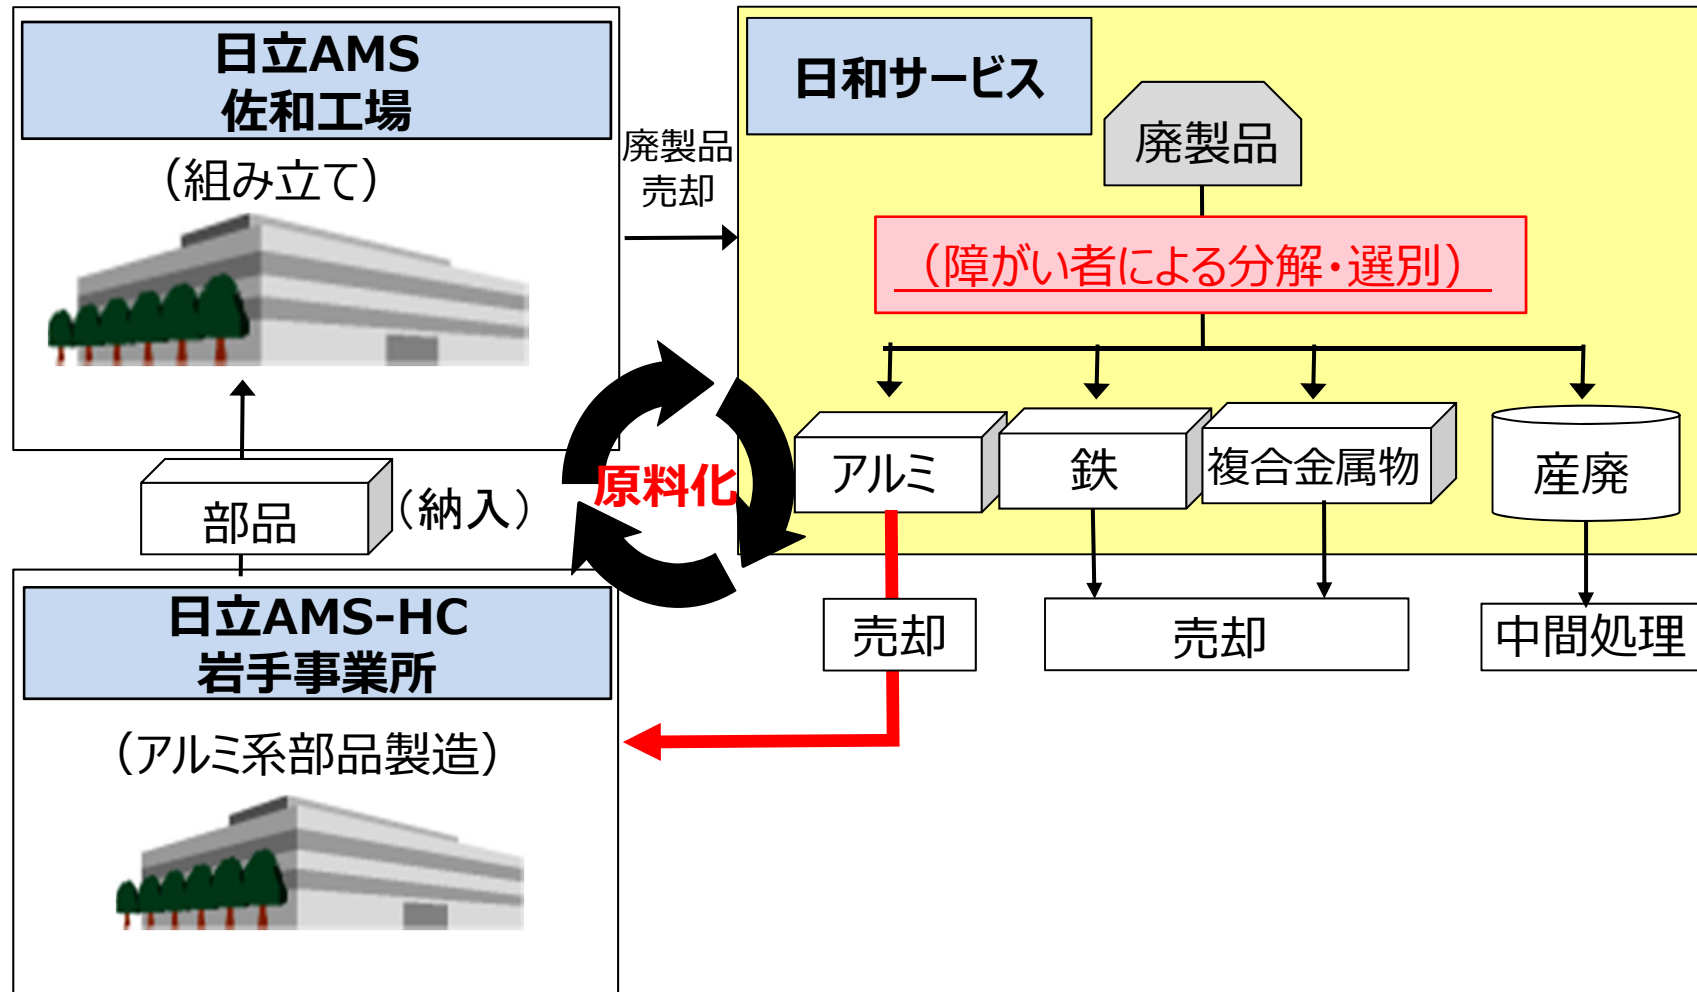 日立AMS
佐和工場
（組み立て）
廃製品
売却
日和サービス
廃製品
（障がい者による分解・選別）
アルミ
鉄
複合金属物
産廃
原料化
部品
（納入）
売却
売却
中間処理
日立AMS-HC
岩手事業所
（アルミ系部品製造）